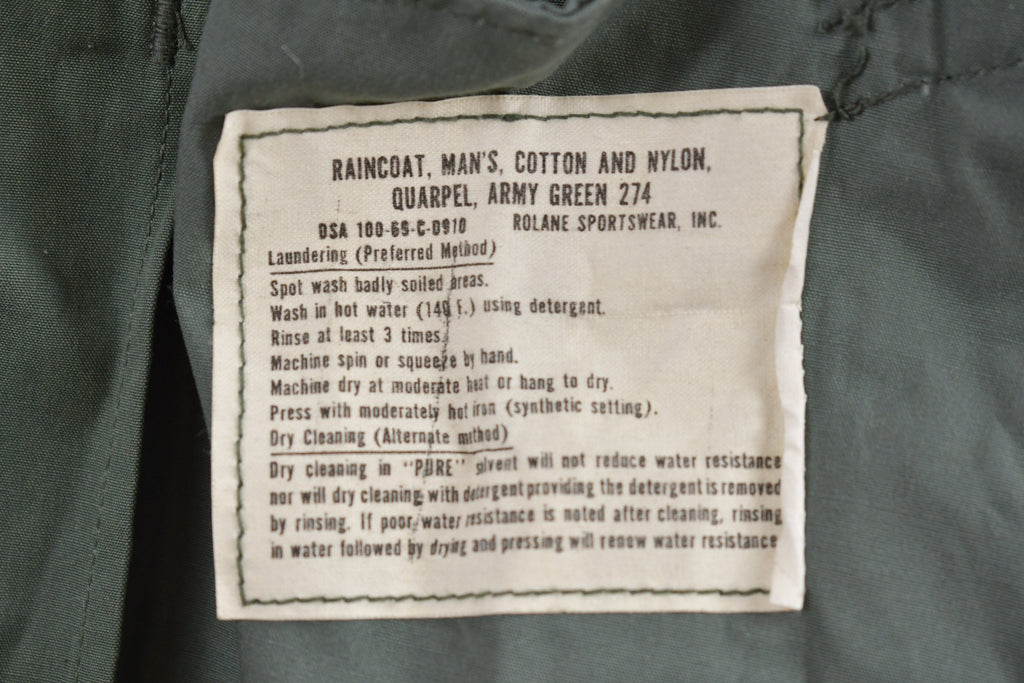 RAINCOAT, MAN'S, COTTON AND NYLON,
QUARPEL, ARMY GREEN 274
DSA 100-69-C-0910 ROLANE SPORTSWEAR, INC.
Laundering (Preferred Method)
Spot wash badly soiled areas.
Wash in hot water (140 f.) using detergent.
Rinse at least 3 times.
Machine spin or squeeze by hand.
Machine dry at moderate heat or hang to dry.
Press with moderately hot iron (synthetic setting).
Dry Cleaning (Alternate method)
Dry cleaning in "PURE" solvent will not reduce water resistance
nor will dry cleaning with detergent providing the detergent is removed
by rinsing. If poor water resistance is noted after cleaning, rinsing
in water followed by drying and pressing will renew water resistance